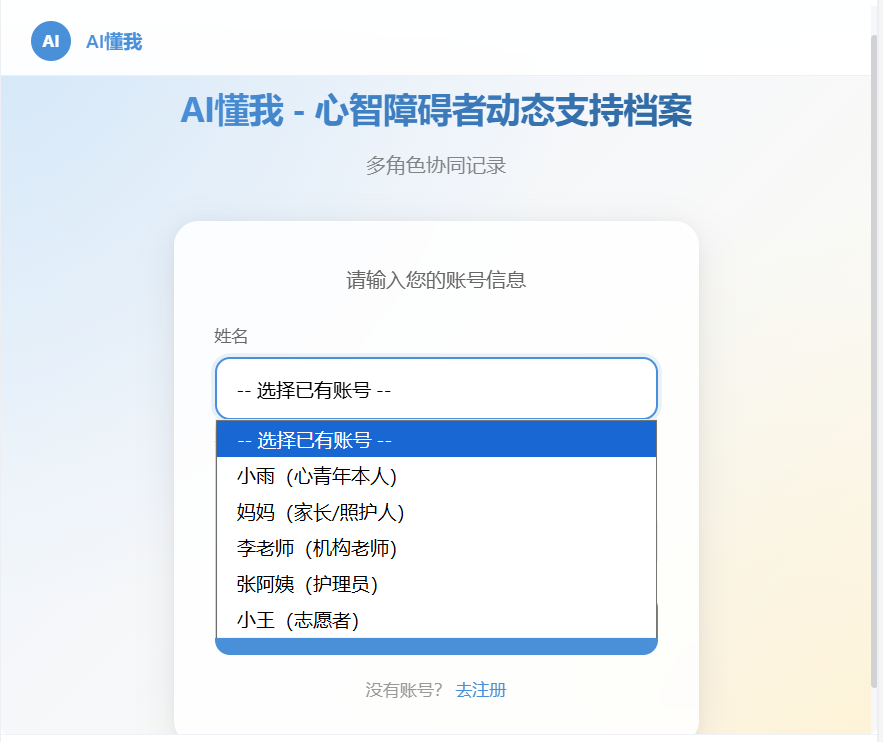 AI AI懂我
AI懂我 - 心智障碍者动态支持档案
多角色协同记录
请输入您的账号信息
姓名
-- 选择已有账号 --
-- 选择已有账号 --
小雨（心青年本人）
妈妈（家长/照护人）
李老师（机构老师）
张阿姨（护理员）
小王（志愿者）
没有账号？ 去注册